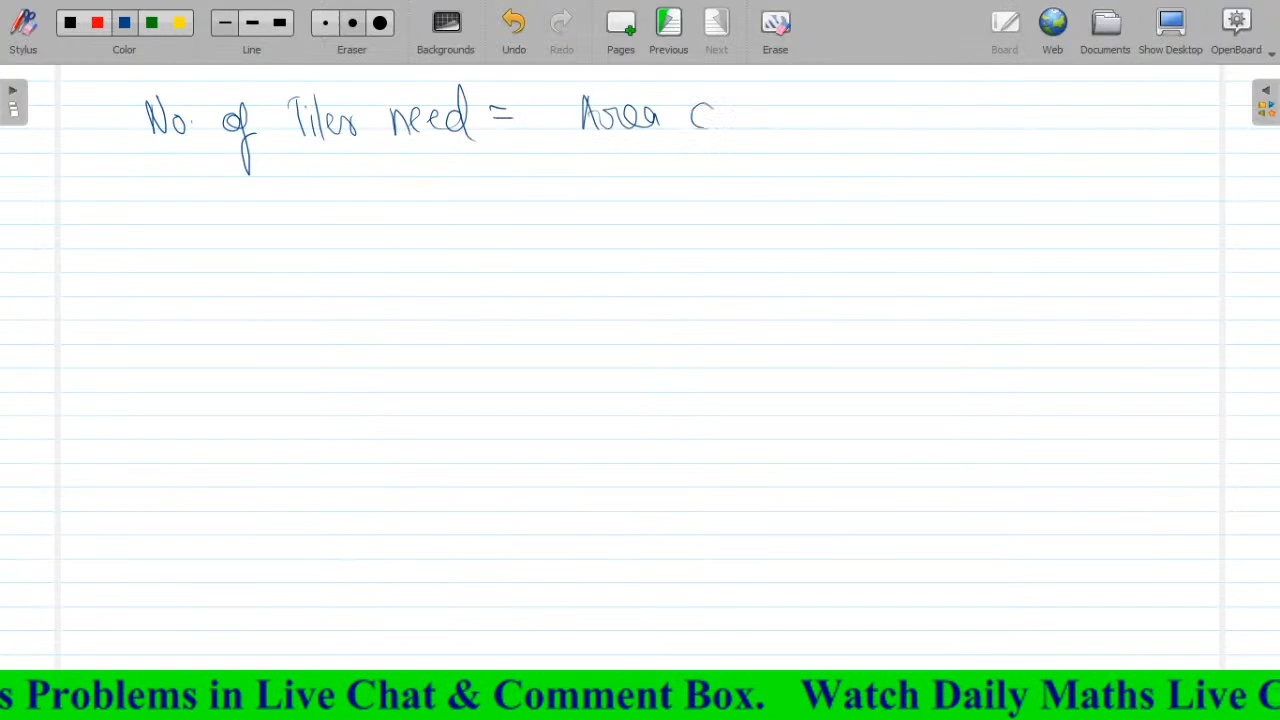 Stylus
Color
Line
Eraser
Backgrounds
Undo
Redo
Pages
Previous
Next
Erase
Board
Web
Documents
Show Desktop
OpenBoard
No. of Tiles need = Area
s Problems in Live Chat & Comment Box. Watch Daily Maths Live C